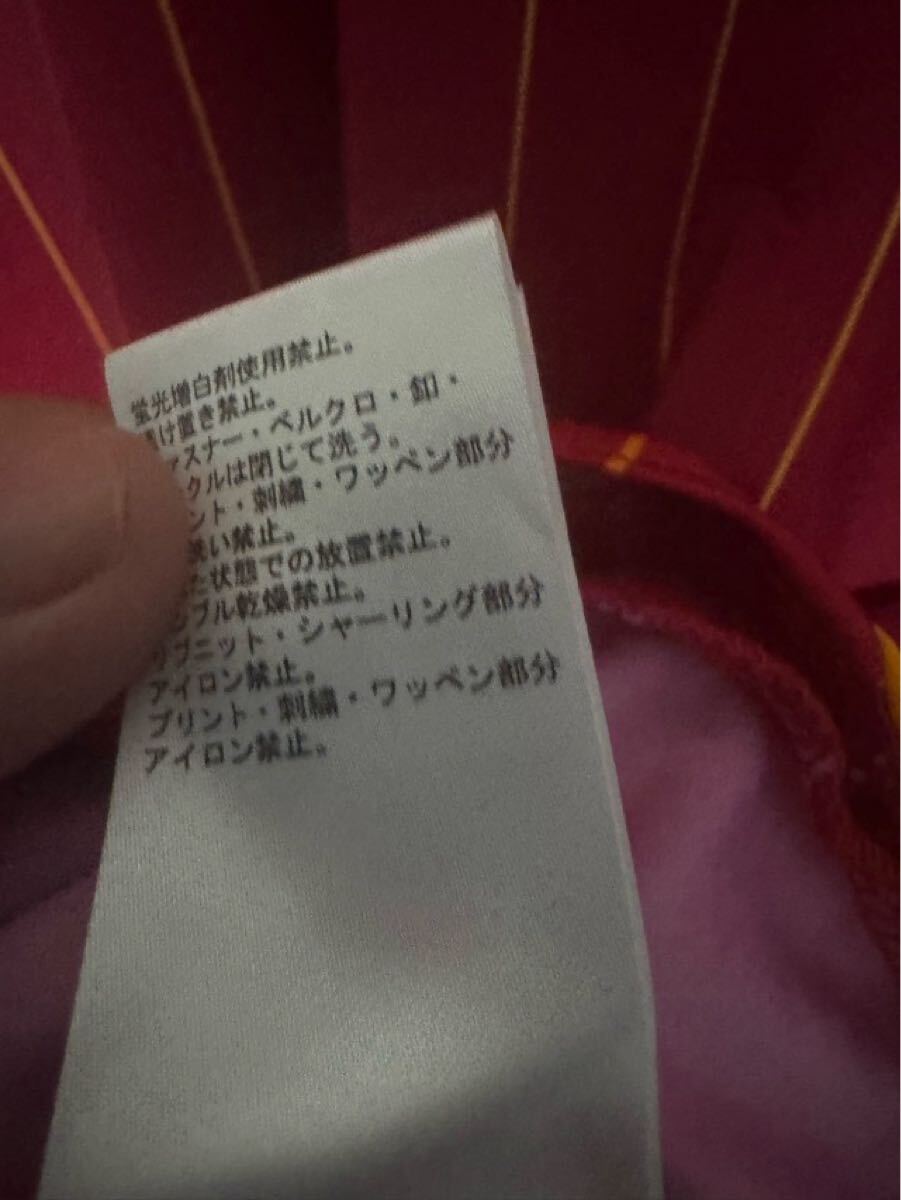 蛍光増白剤使用禁止。
け置き禁止。
ァスナー・ベルクロ・釦・
クルは閉じて洗う。
ント・刺繍・ワッペン部分
洗い禁止。
た状態での放置禁止。
ンブル乾燥禁止。
リブニット・シャーリング部分
アイロン禁止。
プリント・刺繍・ワッペン部分
アイロン禁止。